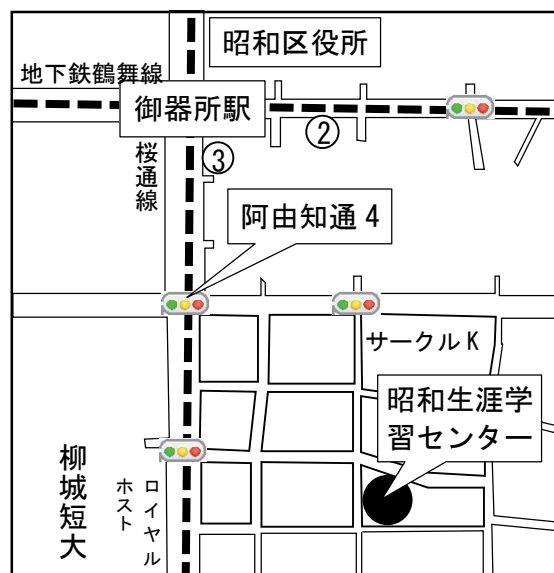 昭和区役所
地下鉄鶴舞線
御器所駅
②
③
桜通線
阿由知通4
サークルK
昭和生涯学
習センター
柳城短大
ロイヤル
ホスト